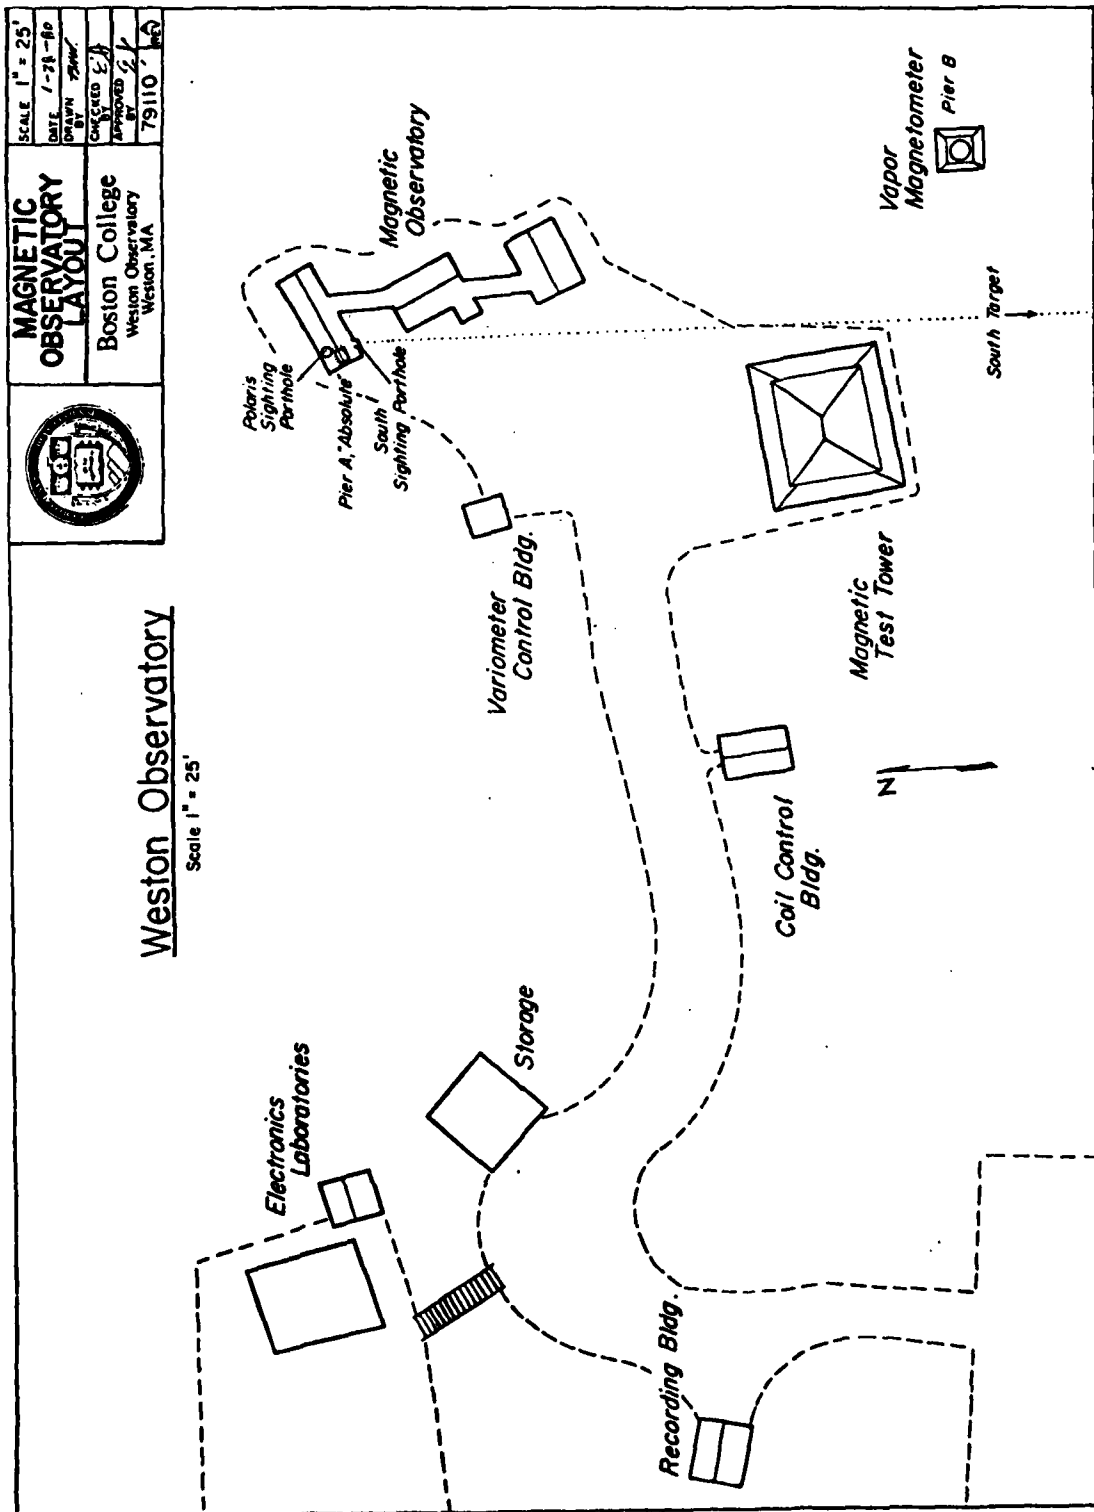 Weston Observatory
Scale 1" = 25'
MAGNETIC
OBSERVATORY
LAYOUT
Boston College
Weston Observatory
Weston, MA
SCALE 1" = 25'
DATE 1-28-80
DRAWN
BY
CHECKED
BY
APPROVED
BY
79110
REV
A
Electronics
Laboratories
Storage
Recording Bldg.
Polaris
Sighting
Porthole
Pier A, "Absolute"
South
Sighting Porthole
Magnetic
Observatory
Variometer
Control Bldg.
Coil Control
Bldg.
N
Magnetic
Test Tower
Vapor
Magnetometer
Pier B
South Target